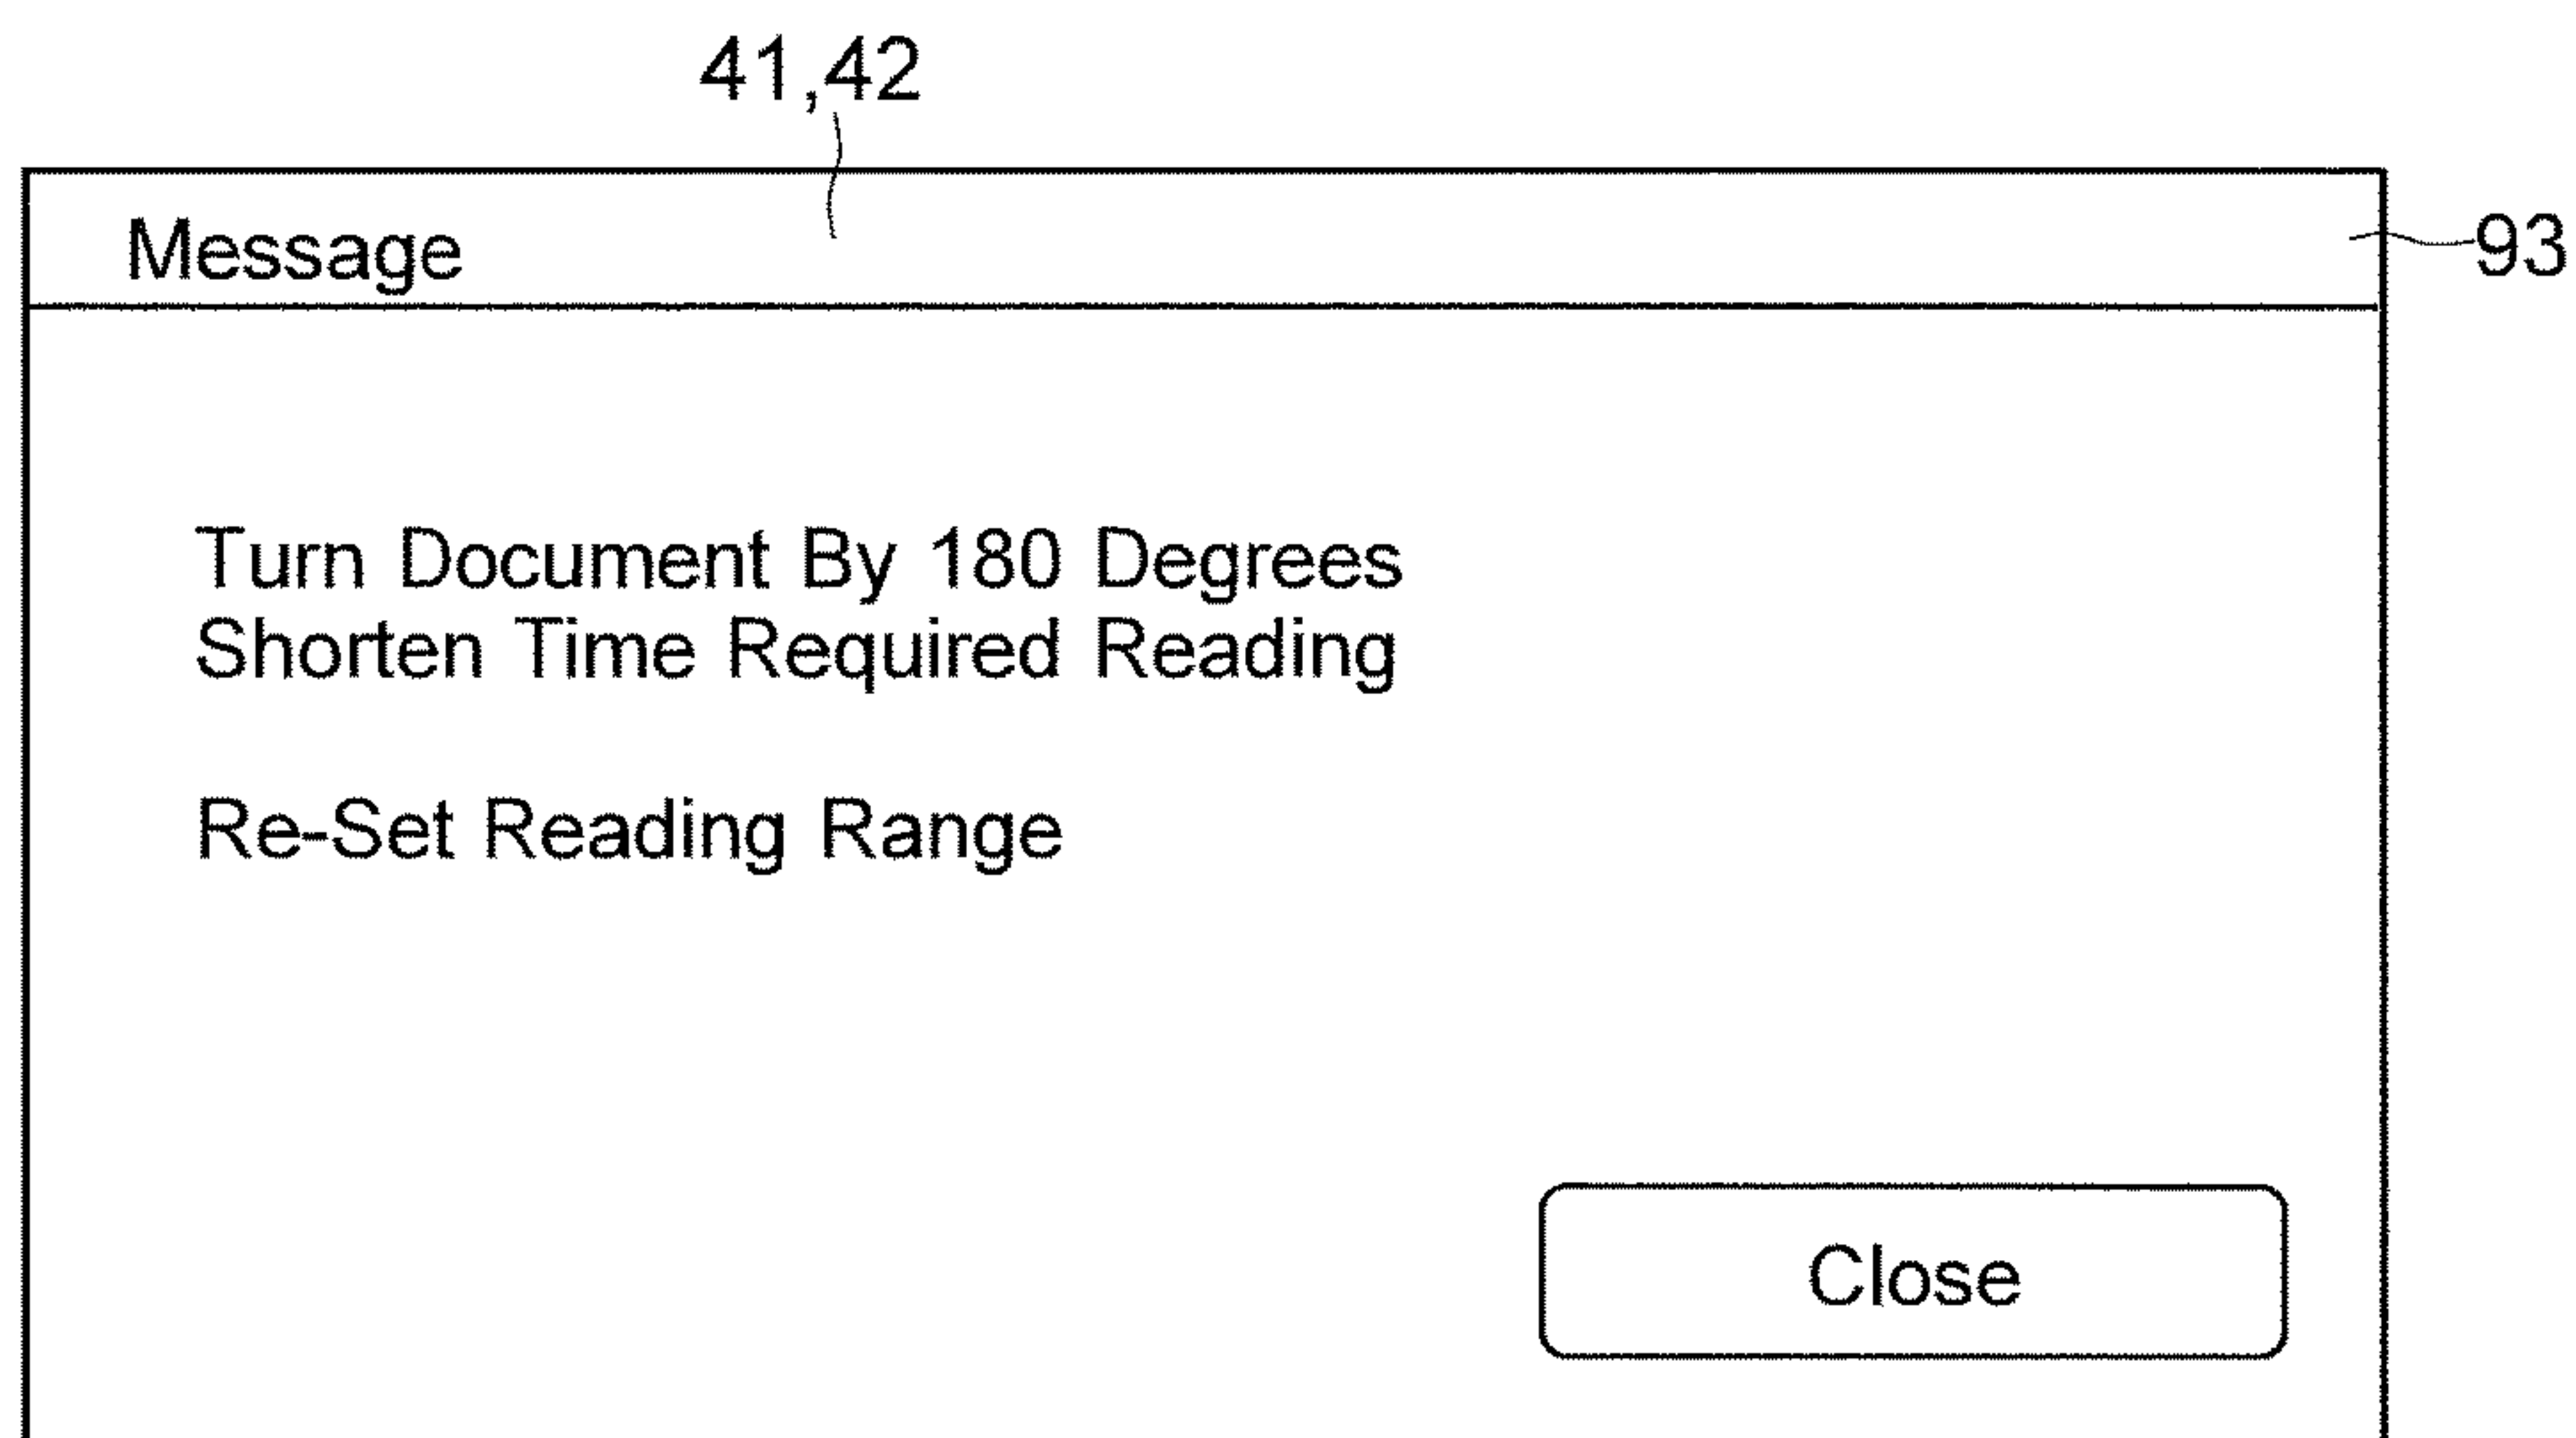 41,42
Message
93
Turn Document By 180 Degrees
Shorten Time Required Reading
Re-Set Reading Range
Close